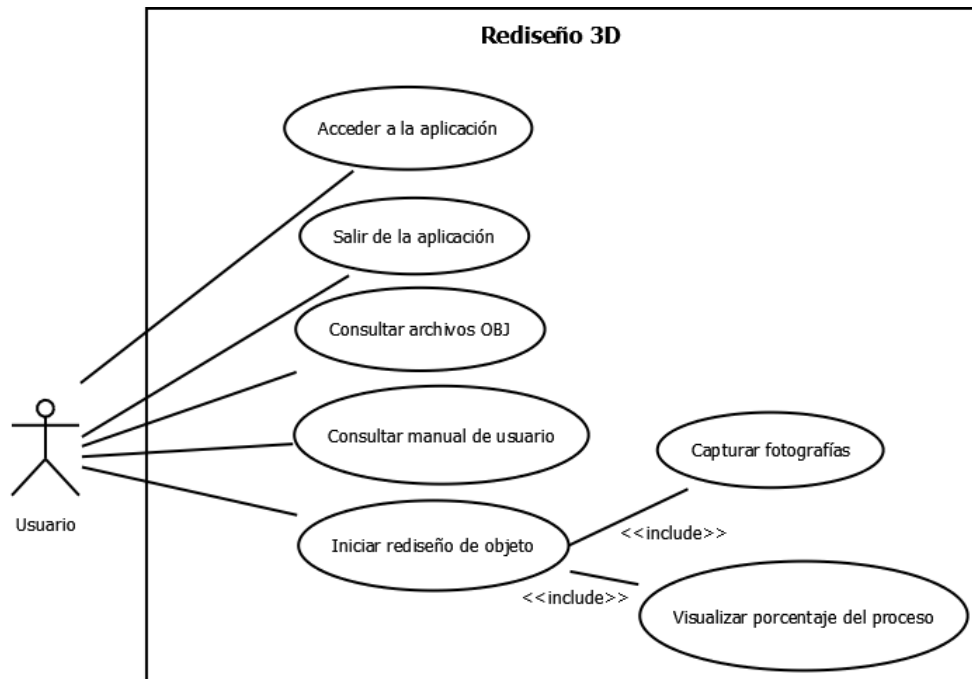 Rediseño 3D
Acceder a la aplicación
Salir de la aplicación
Consultar archivos OBJ
Consultar manual de usuario
Capturar fotografías
Usuario
Iniciar rediseño de objeto
<<include>>
<<include>>
Visualizar porcentaje del proceso